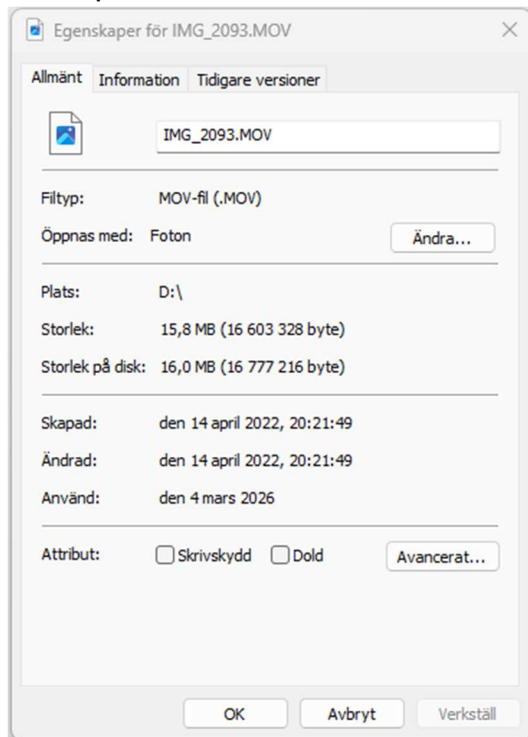 Egenskaper för IMG_2093.MOV
Allmänt Information Tidigare versioner
IMG_2093.MOV
Filtyp: MOV-fil (.MOV)
Öppnas med: Foton Ändra...
Plats: D:\
Storlek: 15,8 MB (16 603 328 byte)
Storlek på disk: 16,0 MB (16 777 216 byte)
Skapad: den 14 april 2022, 20:21:49
Ändrad: den 14 april 2022, 20:21:49
Använd: den 4 mars 2026
Attribut: Skrivskydd Dold Avancerat...
OK Avbryt Verkställ